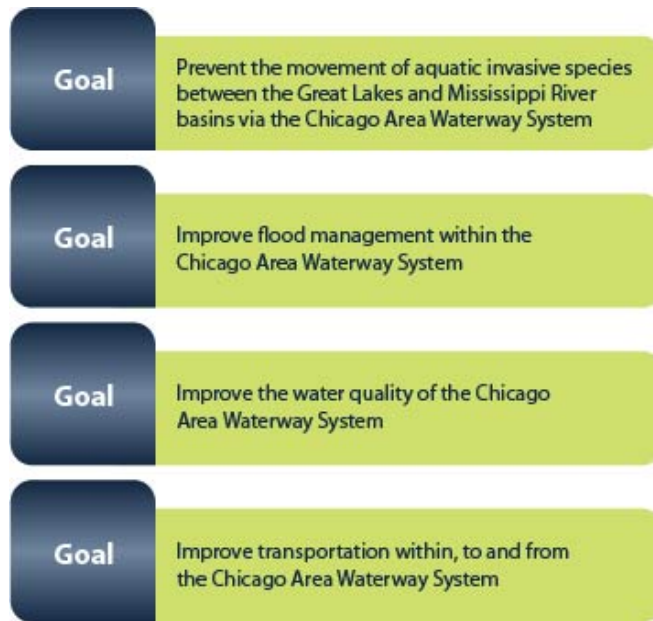 Goal
Prevent the movement of aquatic invasive species
between the Great Lakes and Mississippi River
basins via the Chicago Area Waterway System
Goal
Improve flood management within the
Chicago Area Waterway System
Goal
Improve the water quality of the Chicago
Area Waterway System
Goal
Improve transportation within, to and from
the Chicago Area Waterway System